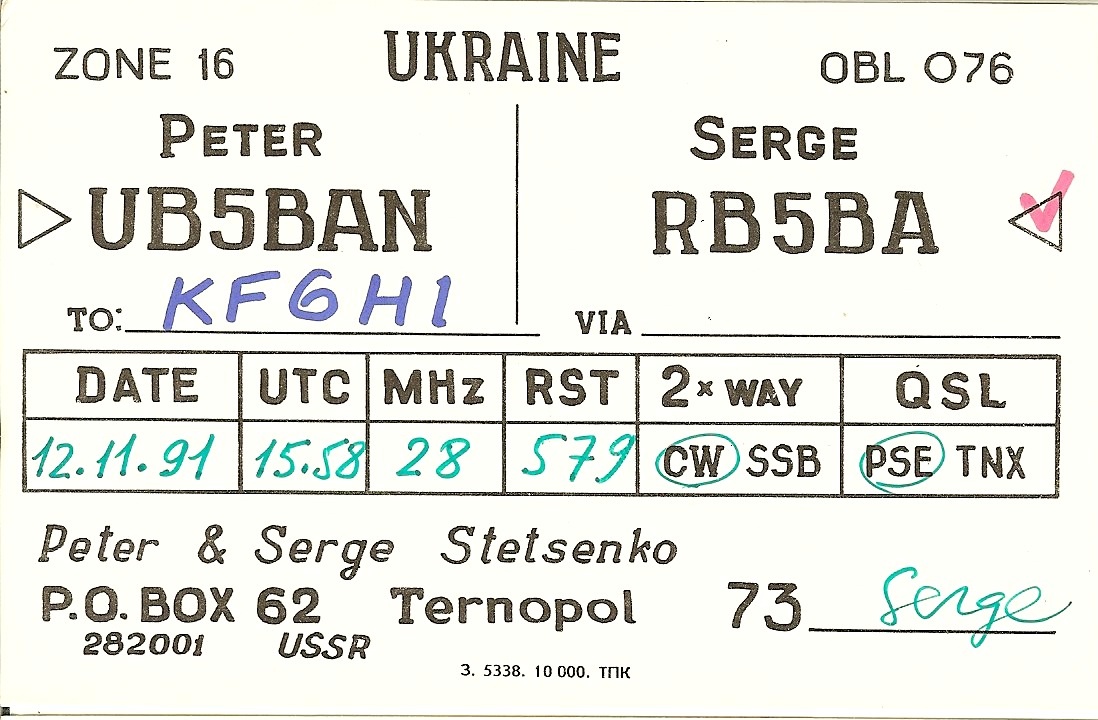 ZONE 16 UKRAINE OBL 076
PETER SERGE
UB5BAN RB5BA
TO: KF6HI VIA
DATE UTC MHz RST 2x WAY QSL
12.11.91 15.58 28 579 CW SSB PSE TNX
Peter & Serge Stetsenko
P.O. BOX 62 Ternopol 73 Serge
282001 USSR
З. 5338. 10 000. ТПК